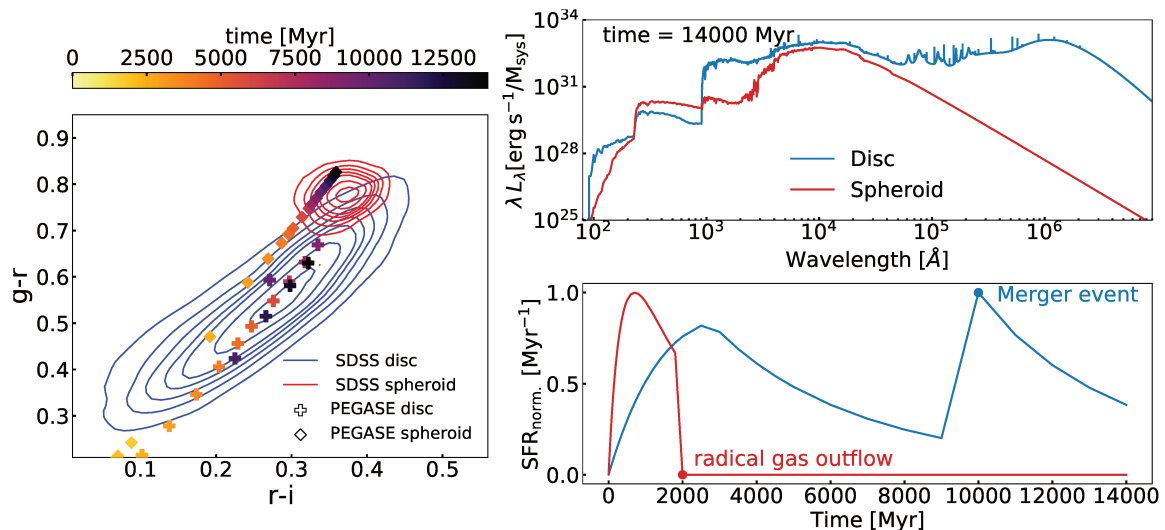 time [Myr]
0 2500 5000 7500 10000 12500
0.9
0.8
0.7
0.6
0.5
0.4
0.3
g-r
SDSS disc
SDSS spheroid
PEGASE disc
PEGASE spheroid
0.1 0.2 0.3 0.4 0.5
r-i
10^34
10^31
10^28
10^25
λ L_λ[erg s^−1/M_sys]
time = 14000 Myr
Disc
Spheroid
10^2 10^3 10^4 10^5 10^6
Wavelength [Å]
1.0
0.5
0.0
SFR_norm. [Myr^−1]
Merger event
radical gas outflow
0 2000 4000 6000 8000 10000 12000 14000
Time [Myr]